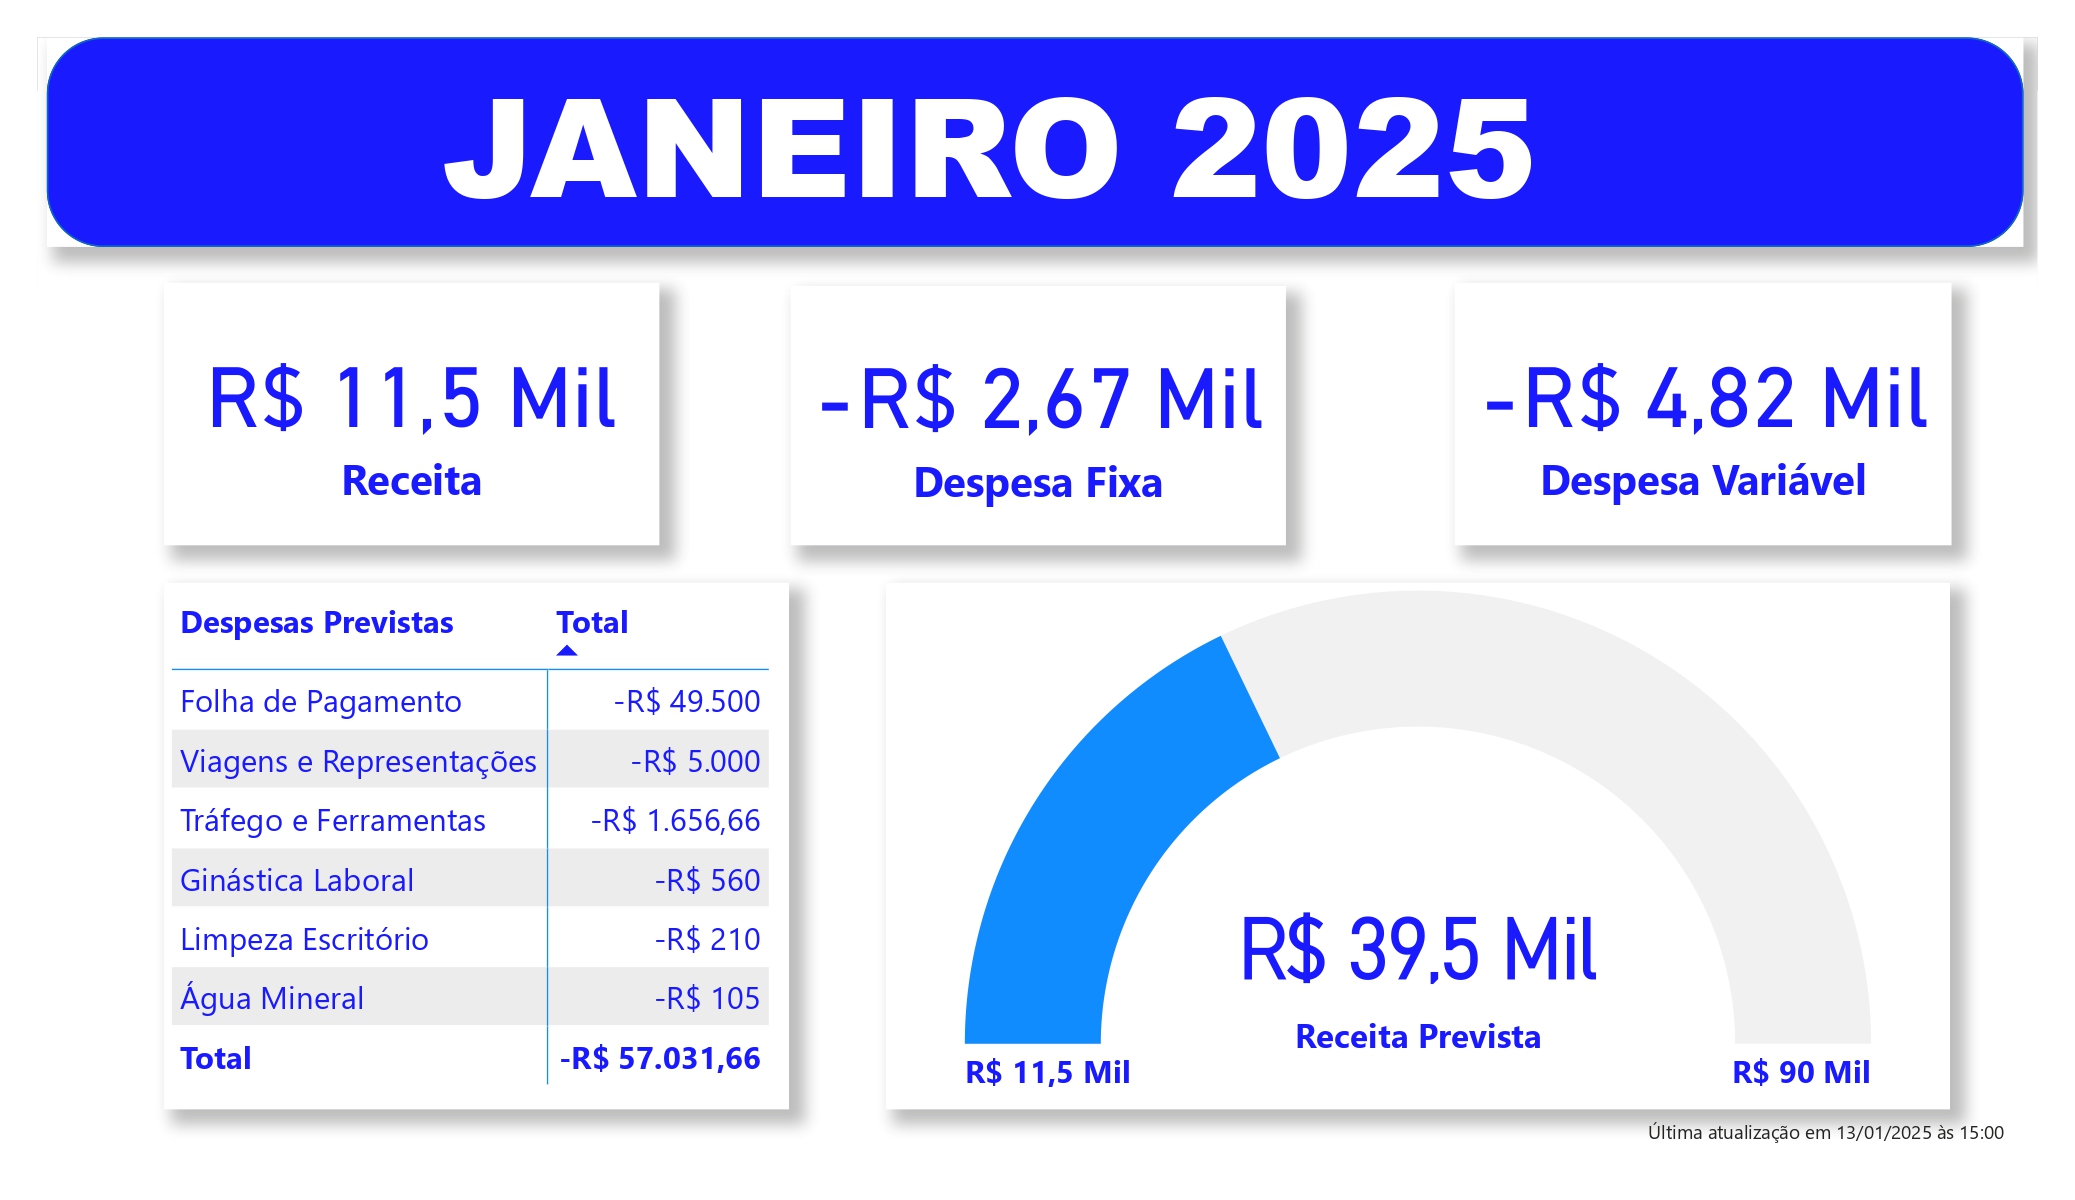 JANEIRO 2025
R$ 11,5 Mil
Receita
-R$ 2,67 Mil
Despesa Fixa
-R$ 4,82 Mil
Despesa Variável
Despesas Previstas Total
Folha de Pagamento -R$ 49.500
Viagens e Representações -R$ 5.000
Tráfego e Ferramentas -R$ 1.656,66
Ginástica Laboral -R$ 560
Limpeza Escritório -R$ 210
Água Mineral -R$ 105
Total -R$ 57.031,66
R$ 39,5 Mil
Receita Prevista
R$ 11,5 Mil R$ 90 Mil
Última atualização em 13/01/2025 às 15:00